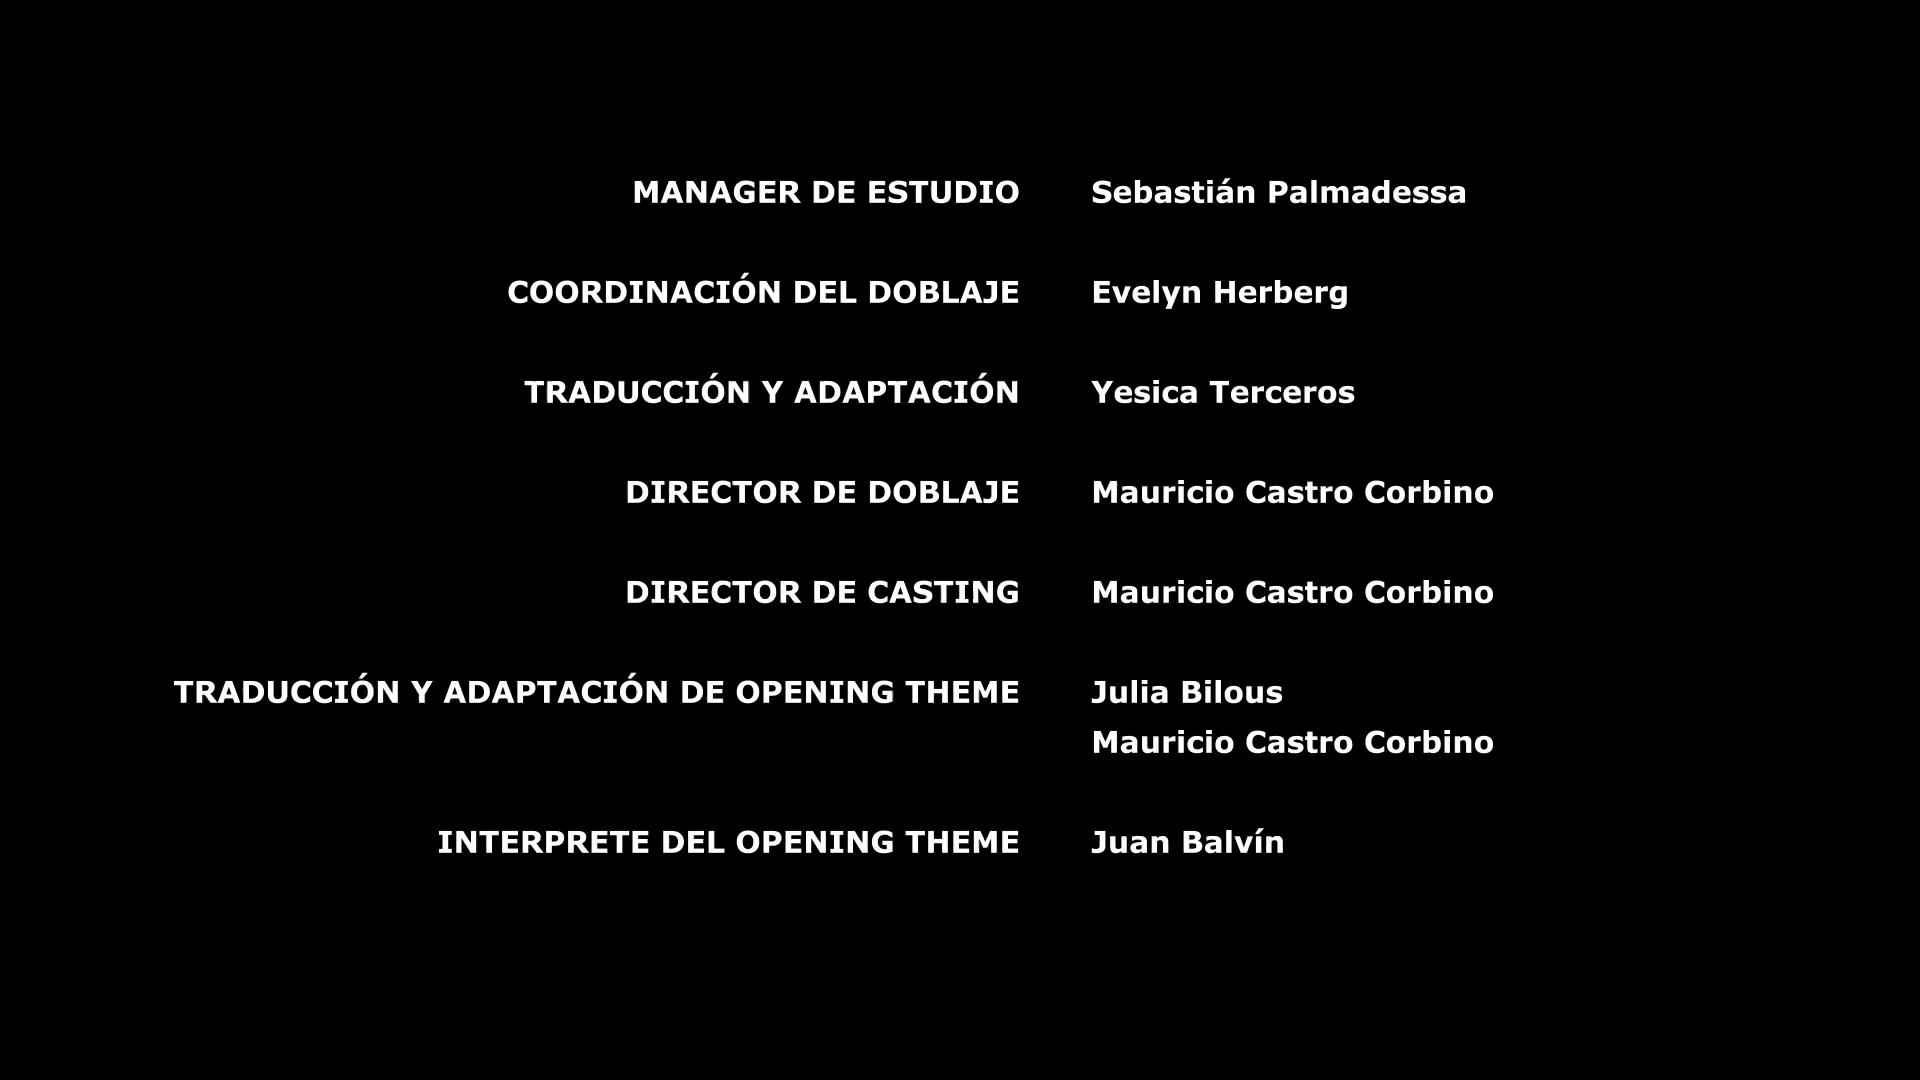 MANAGER DE ESTUDIO Sebastián Palmadessa
COORDINACIÓN DEL DOBLAJE Evelyn Herberg
TRADUCCIÓN Y ADAPTACIÓN Yesica Terceros
DIRECTOR DE DOBLAJE Mauricio Castro Corbino
DIRECTOR DE CASTING Mauricio Castro Corbino
TRADUCCIÓN Y ADAPTACIÓN DE OPENING THEME Julia Bilous
Mauricio Castro Corbino
INTERPRETE DEL OPENING THEME Juan Balvín